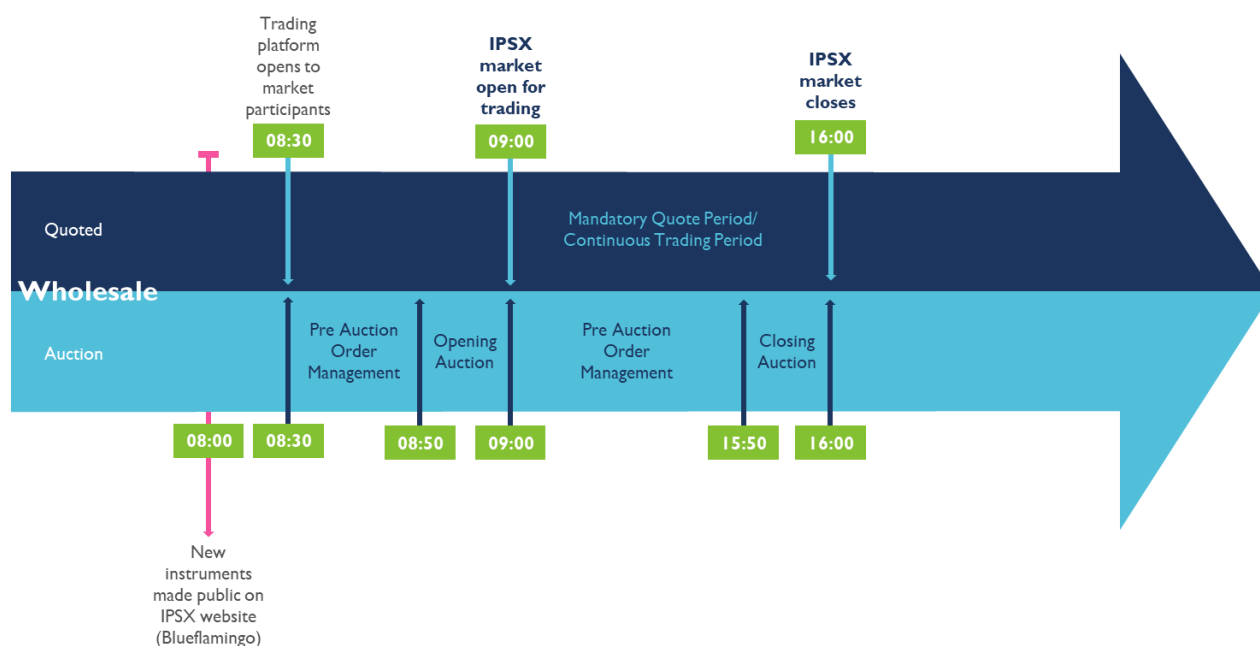 Trading
platform
opens to
market
participants
08:30
IPSX
market
open for
trading
09:00
IPSX
market
closes
16:00
Quoted
Mandatory Quote Period/
Continuous Trading Period
Wholesale
Auction
Pre Auction
Order
Management
Opening
Auction
Pre Auction
Order
Management
Closing
Auction
08:00
08:30
08:50
09:00
15:50
16:00
New
instruments
made public on
IPSX website
(Blueflamingo)